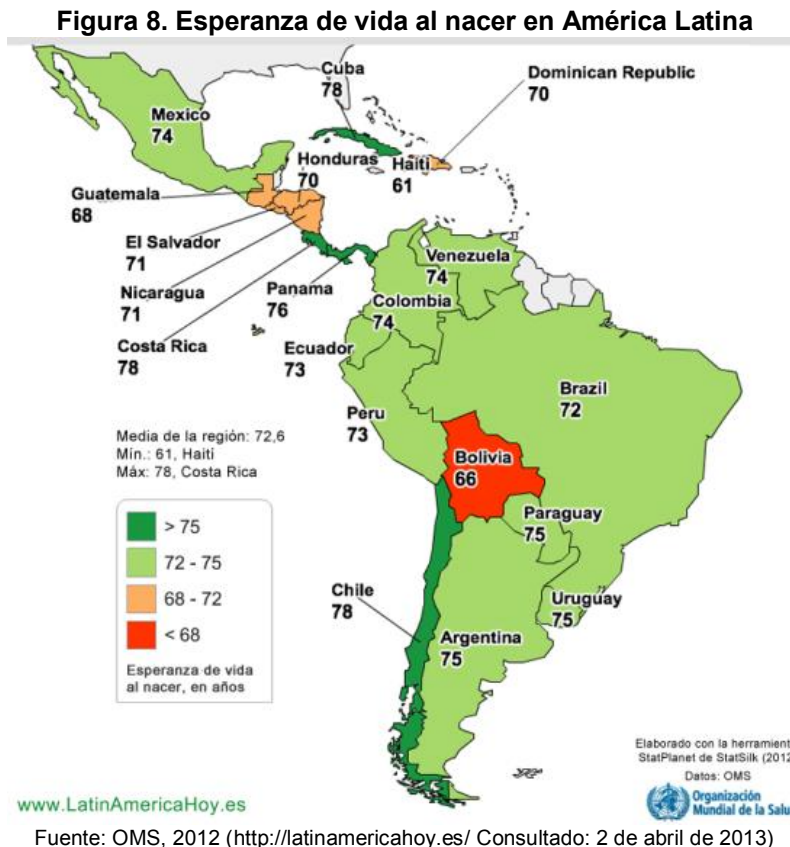 Figura 8. Esperanza de vida al nacer en América Latina
Cuba
78
Dominican Republic
70
Mexico
74
Honduras
70
Haiti
61
Guatemala
68
El Salvador
71
Nicaragua
71
Panama
76
Costa Rica
78
Venezuela
74
Colombia
74
Ecuador
73
Brazil
72
Peru
73
Bolivia
66
Paraguay
75
Chile
78
Uruguay
75
Argentina
75
Media de la región: 72,6
Mín.: 61, Haití
Máx: 78, Costa Rica
> 75
72 - 75
68 - 72
< 68
Esperanza de vida
al nacer, en años
Elaborado con la herramient
StatPlanet de StatSilk (2012
Datos: OMS
Organización
Mundial de la Salu
www.LatinAmericaHoy.es
Fuente: OMS, 2012 (http://latinamericahoy.es/ Consultado: 2 de abril de 2013)